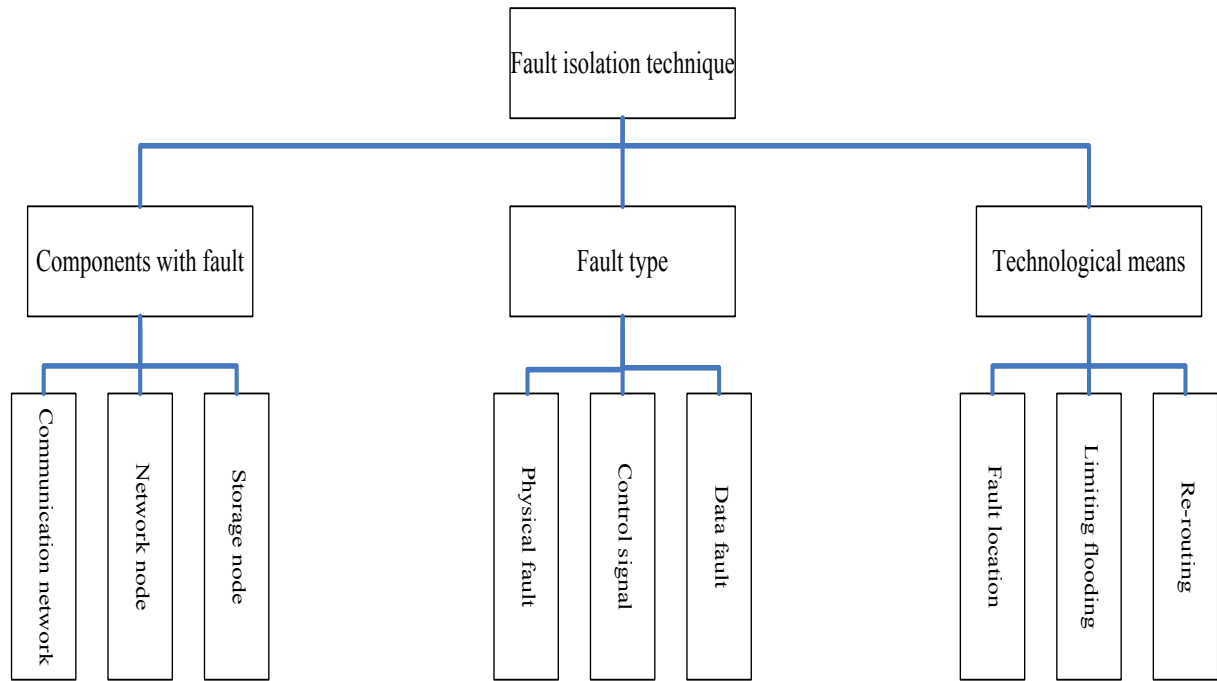 Fault isolation technique
Components with fault
Fault type
Technological means
Communication network
Network node
Storage node
Physical fault
Control signal
Data fault
Fault location
Limiting flooding
Re-routing